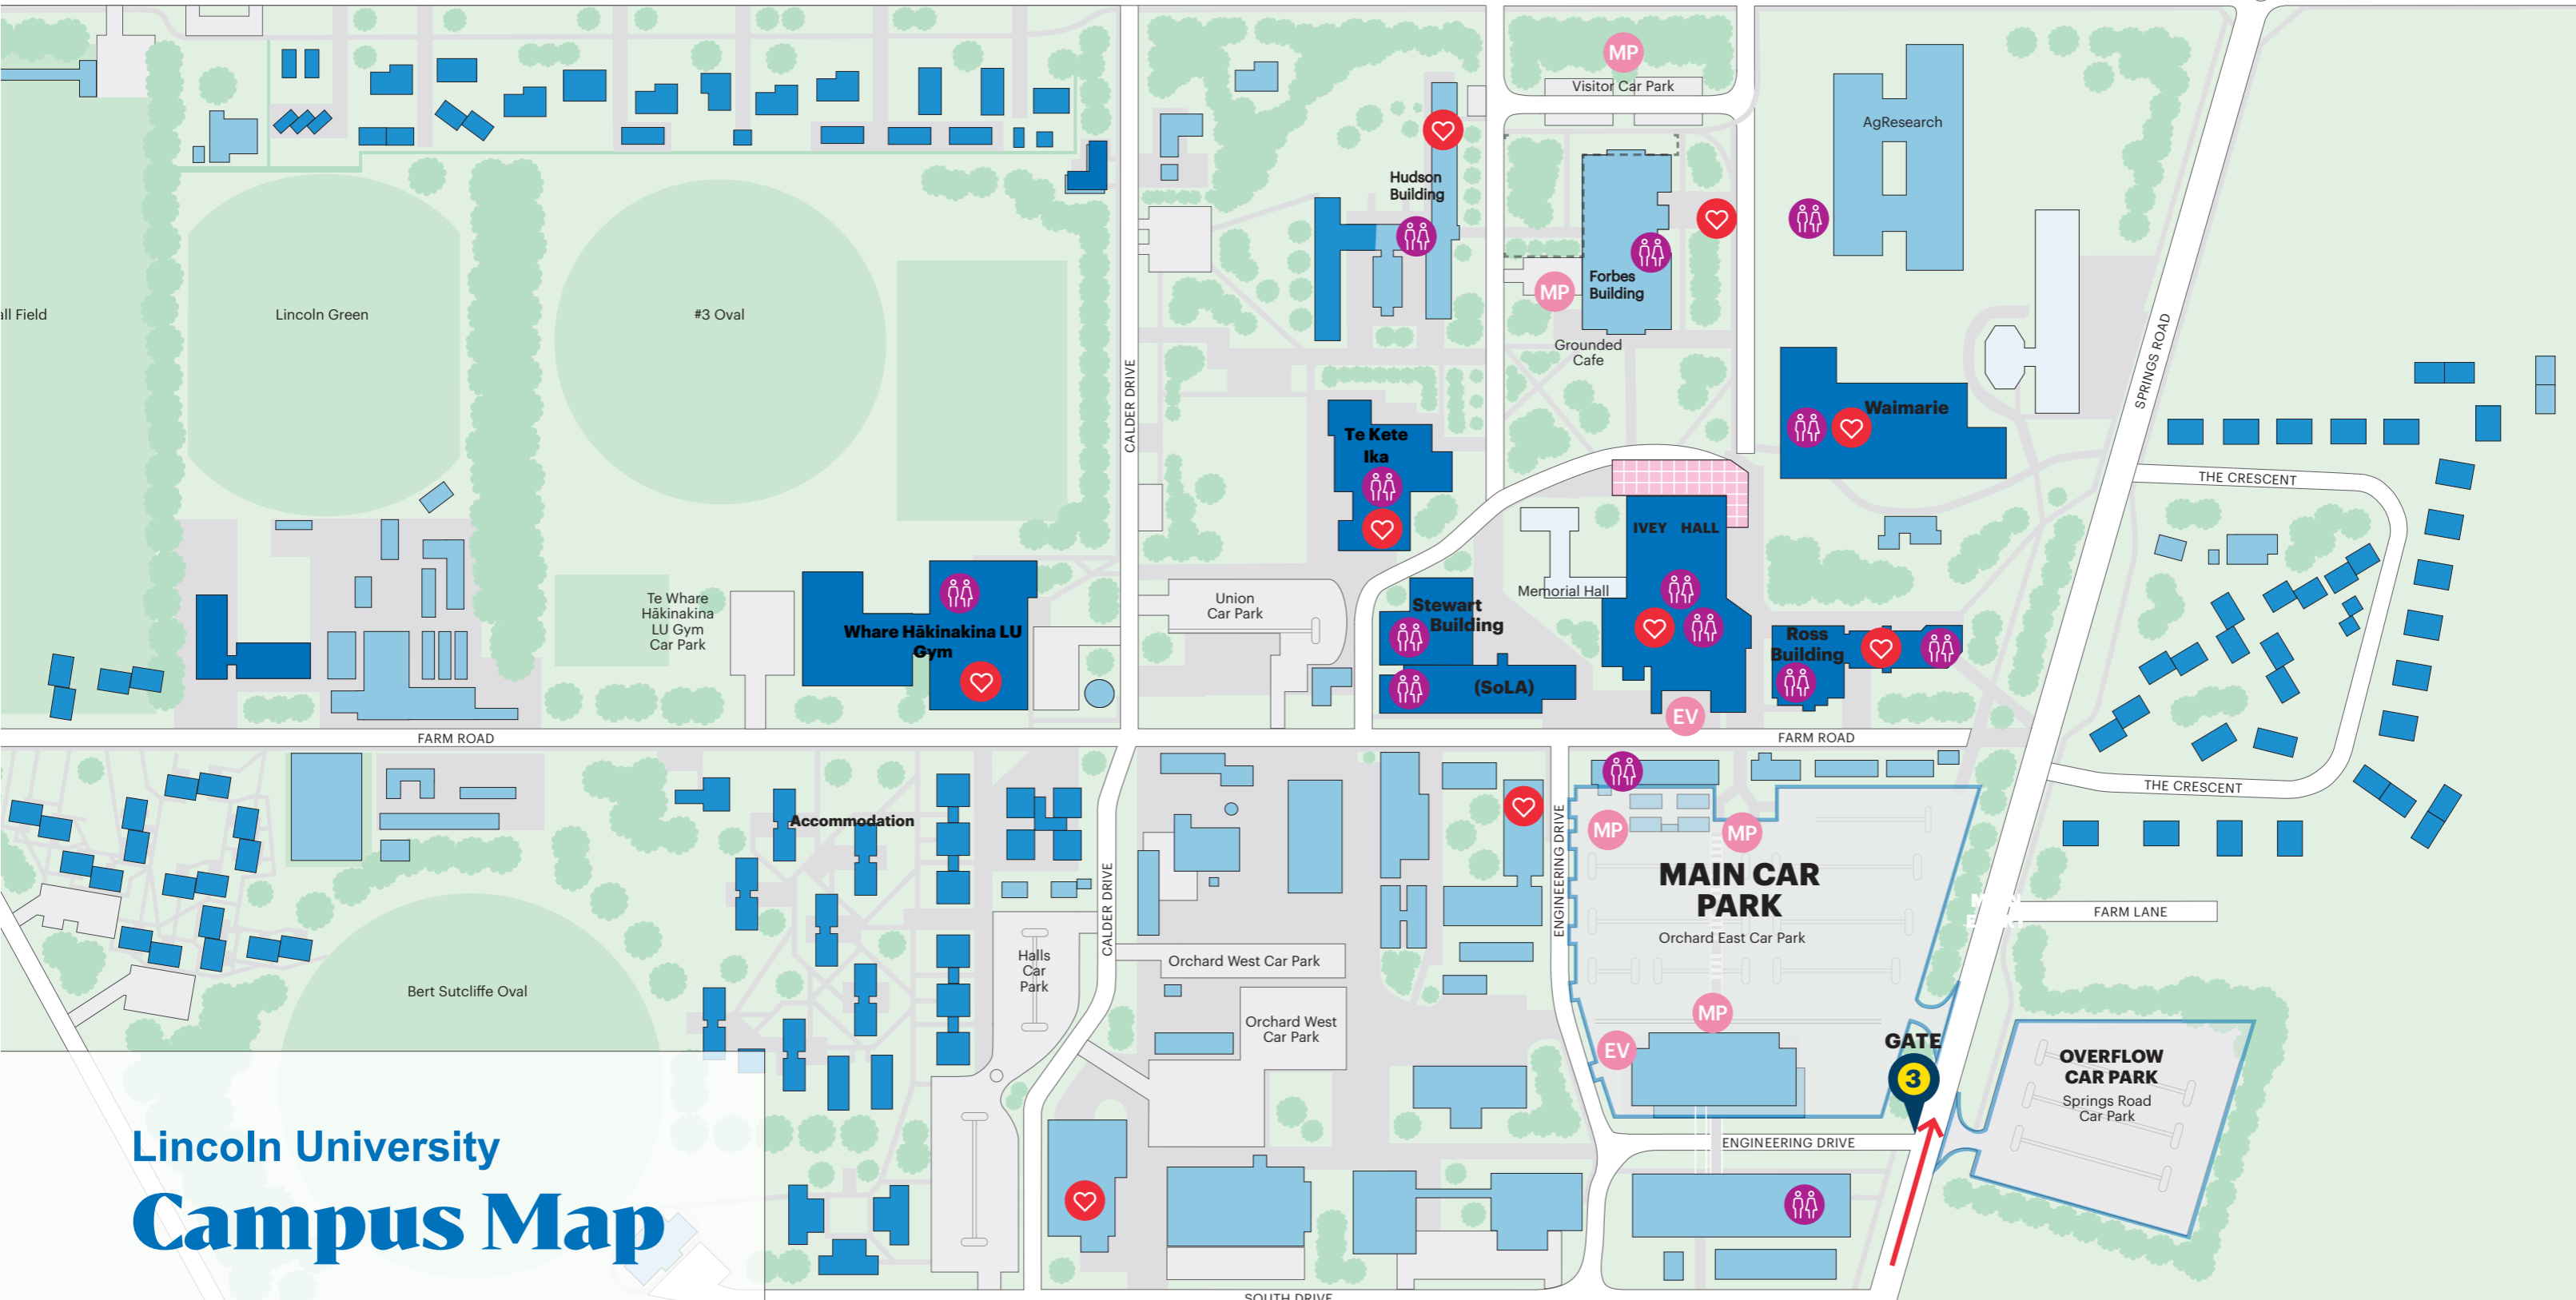 MP
Visitor Car Park
AgResearch
Hudson
Building
Forbes
Building
MP
Grounded
Cafe
all Field
Lincoln Green
#3 Oval
CALDER DRIVE
SPRINGS ROAD
Te Kete
Ika
Waimarie
THE CRESCENT
IVEY HALL
Memorial Hall
Te Whare
Hākinakina
LU Gym
Car Park
Whare Hākinakina LU
Gym
Union
Car Park
Stewart
Building
(SoLA)
Ross
Building
EV
FARM ROAD
FARM ROAD
THE CRESCENT
Accommodation
CALDER DRIVE
ENGINEERING DRIVE
MP
MP
MAIN CAR
PARK
Orchard East Car Park
FARM LANE
Halls
Car
Park
Orchard West Car Park
Bert Sutcliffe Oval
Orchard West
Car Park
MP
EV
GATE
3
OVERFLOW
CAR PARK
Springs Road
Car Park
ENGINEERING DRIVE
Lincoln University
Campus Map
SOUTH DRIVE